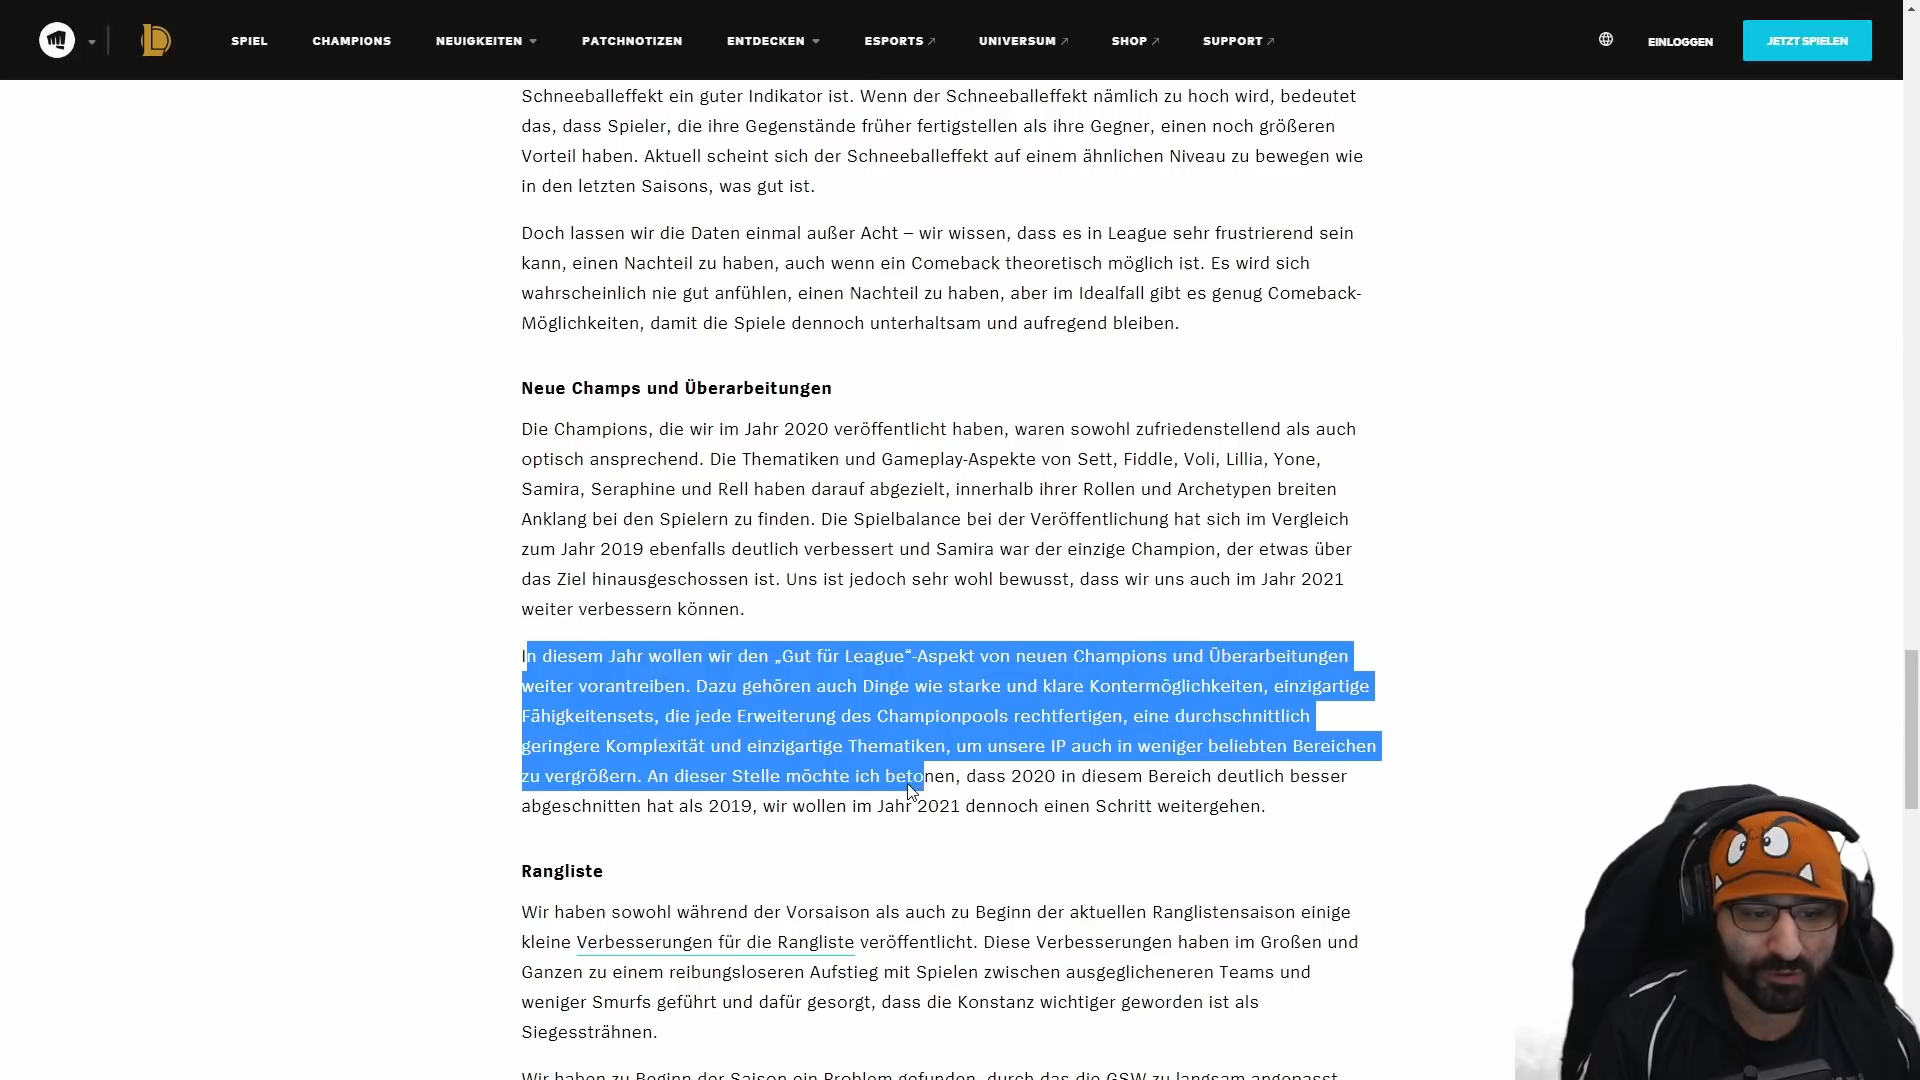 SPIEL CHAMPIONS NEUIGKEITEN PATCHNOTIZEN ENTDECKEN ESPORTS UNIVERSUM SHOP SUPPORT EINLOGGEN JETZT SPIELEN
Schneeballeffekt ein guter Indikator ist. Wenn der Schneeballeffekt nämlich zu hoch wird, bedeutet
das, dass Spieler, die ihre Gegenstände früher fertigstellen als ihre Gegner, einen noch größeren
Vorteil haben. Aktuell scheint sich der Schneeballeffekt auf einem ähnlichen Niveau zu bewegen wie
in den letzten Saisons, was gut ist.
Doch lassen wir die Daten einmal außer Acht – wir wissen, dass es in League sehr frustrierend sein
kann, einen Nachteil zu haben, auch wenn ein Comeback theoretisch möglich ist. Es wird sich
wahrscheinlich nie gut anfühlen, einen Nachteil zu haben, aber im Idealfall gibt es genug Comeback-
Möglichkeiten, damit die Spiele dennoch unterhaltsam und aufregend bleiben.
Neue Champs und Überarbeitungen
Die Champions, die wir im Jahr 2020 veröffentlicht haben, waren sowohl zufriedenstellend als auch
optisch ansprechend. Die Thematiken und Gameplay-Aspekte von Sett, Fiddle, Voli, Lillia, Yone,
Samira, Seraphine und Rell haben darauf abgezielt, innerhalb ihrer Rollen und Archetypen breiten
Anklang bei den Spielern zu finden. Die Spielbalance bei der Veröffentlichung hat sich im Vergleich
zum Jahr 2019 ebenfalls deutlich verbessert und Samira war der einzige Champion, der etwas über
das Ziel hinausgeschossen ist. Uns ist jedoch sehr wohl bewusst, dass wir uns auch im Jahr 2021
weiter verbessern können.
In diesem Jahr wollen wir den „Gut für League“-Aspekt von neuen Champions und Überarbeitungen
weiter vorantreiben. Dazu gehören auch Dinge wie starke und klare Kontermöglichkeiten, einzigartige
Fähigkeitensets, die jede Erweiterung des Championpools rechtfertigen, eine durchschnittlich
geringere Komplexität und einzigartige Thematiken, um unsere IP auch in weniger beliebten Bereichen
zu vergrößern. An dieser Stelle möchte ich betonen, dass 2020 in diesem Bereich deutlich besser
abgeschnitten hat als 2019, wir wollen im Jahr 2021 dennoch einen Schritt weitergehen.
Rangliste
Wir haben sowohl während der Vorsaison als auch zu Beginn der aktuellen Ranglistensaison einige
kleine Verbesserungen für die Rangliste veröffentlicht. Diese Verbesserungen haben im Großen und
Ganzen zu einem reibungsloseren Aufstieg mit Spielen zwischen ausgeglicheneren Teams und
weniger Smurfs geführt und dafür gesorgt, dass die Konstanz wichtiger geworden ist als
Siegessträhnen.
Wir haben zu Beginn der Saison ein Problem gefunden, durch das die GSW zu langsam angepasst